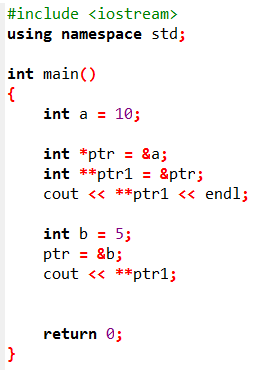 #include <iostream>
using namespace std;
int main()
{
int a = 10;
int *ptr = &a;
int **ptr1 = &ptr;
cout << **ptr1 << endl;
int b = 5;
ptr = &b;
cout << **ptr1;
return 0;
}